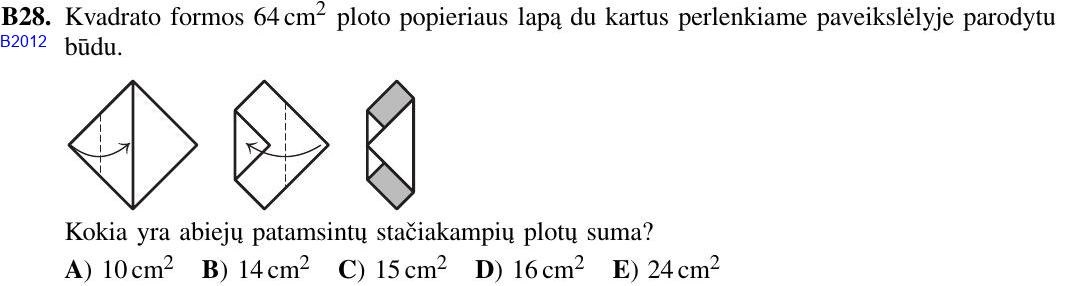 B28. Kvadrato formos 64 cm² ploto popieriaus lapą du kartus perlenkiame paveikslėlyje parodytu
B2012 būdu.
Kokia yra abiejų patamsintų stačiakampių plotų suma?
A) 10 cm² B) 14 cm² C) 15 cm² D) 16 cm² E) 24 cm²